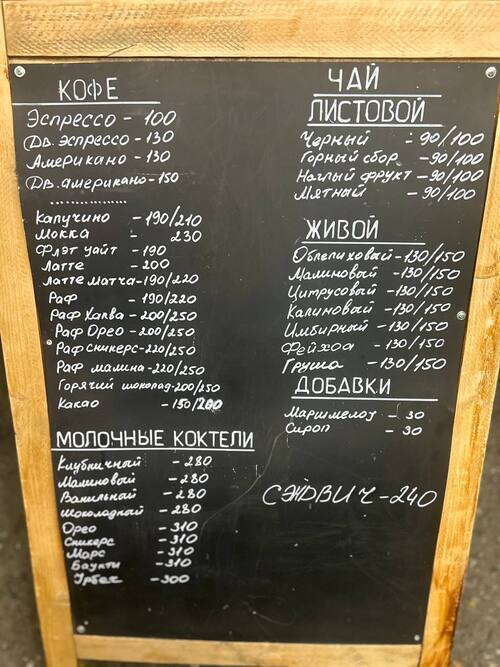 КОФЕ
Эспрессо - 100
Дв. эспрессо - 130
Американо - 130
Дв. американо - 150
Капучино - 190/210
Мокка - 230
Флэт уайт - 190
Латте - 200
Латте Матча - 190/220
Раф - 190/220
Раф Халва - 200/250
Раф Орео - 200/250
Раф сникерс - 220/250
Раф малина - 220/250
Горячий шоколад - 200/250
Какао - 150/200
МОЛОЧНЫЕ КОКТЕЛИ
Клубничный - 280
Малиновый - 280
Ванильный - 280
Шоколадный - 280
Орео - 310
Сникерс - 310
Марс - 310
Баунти - 310
Урбеч - 300
ЧАЙ
ЛИСТОВОЙ
Черный - 90/100
Горный сбор - 90/100
Наглый фрукт - 90/100
Мятный - 90/100
ЖИВОЙ
Облепиховый - 130/150
Малиновый - 130/150
Цитрусовый - 130/150
Калиновый - 130/150
Имбирный - 130/150
Фейхоа - 130/150
Груша - 130/150
ДОБАВКИ
Маршмелоу - 30
Сироп - 30
СЭНДВИЧ - 240